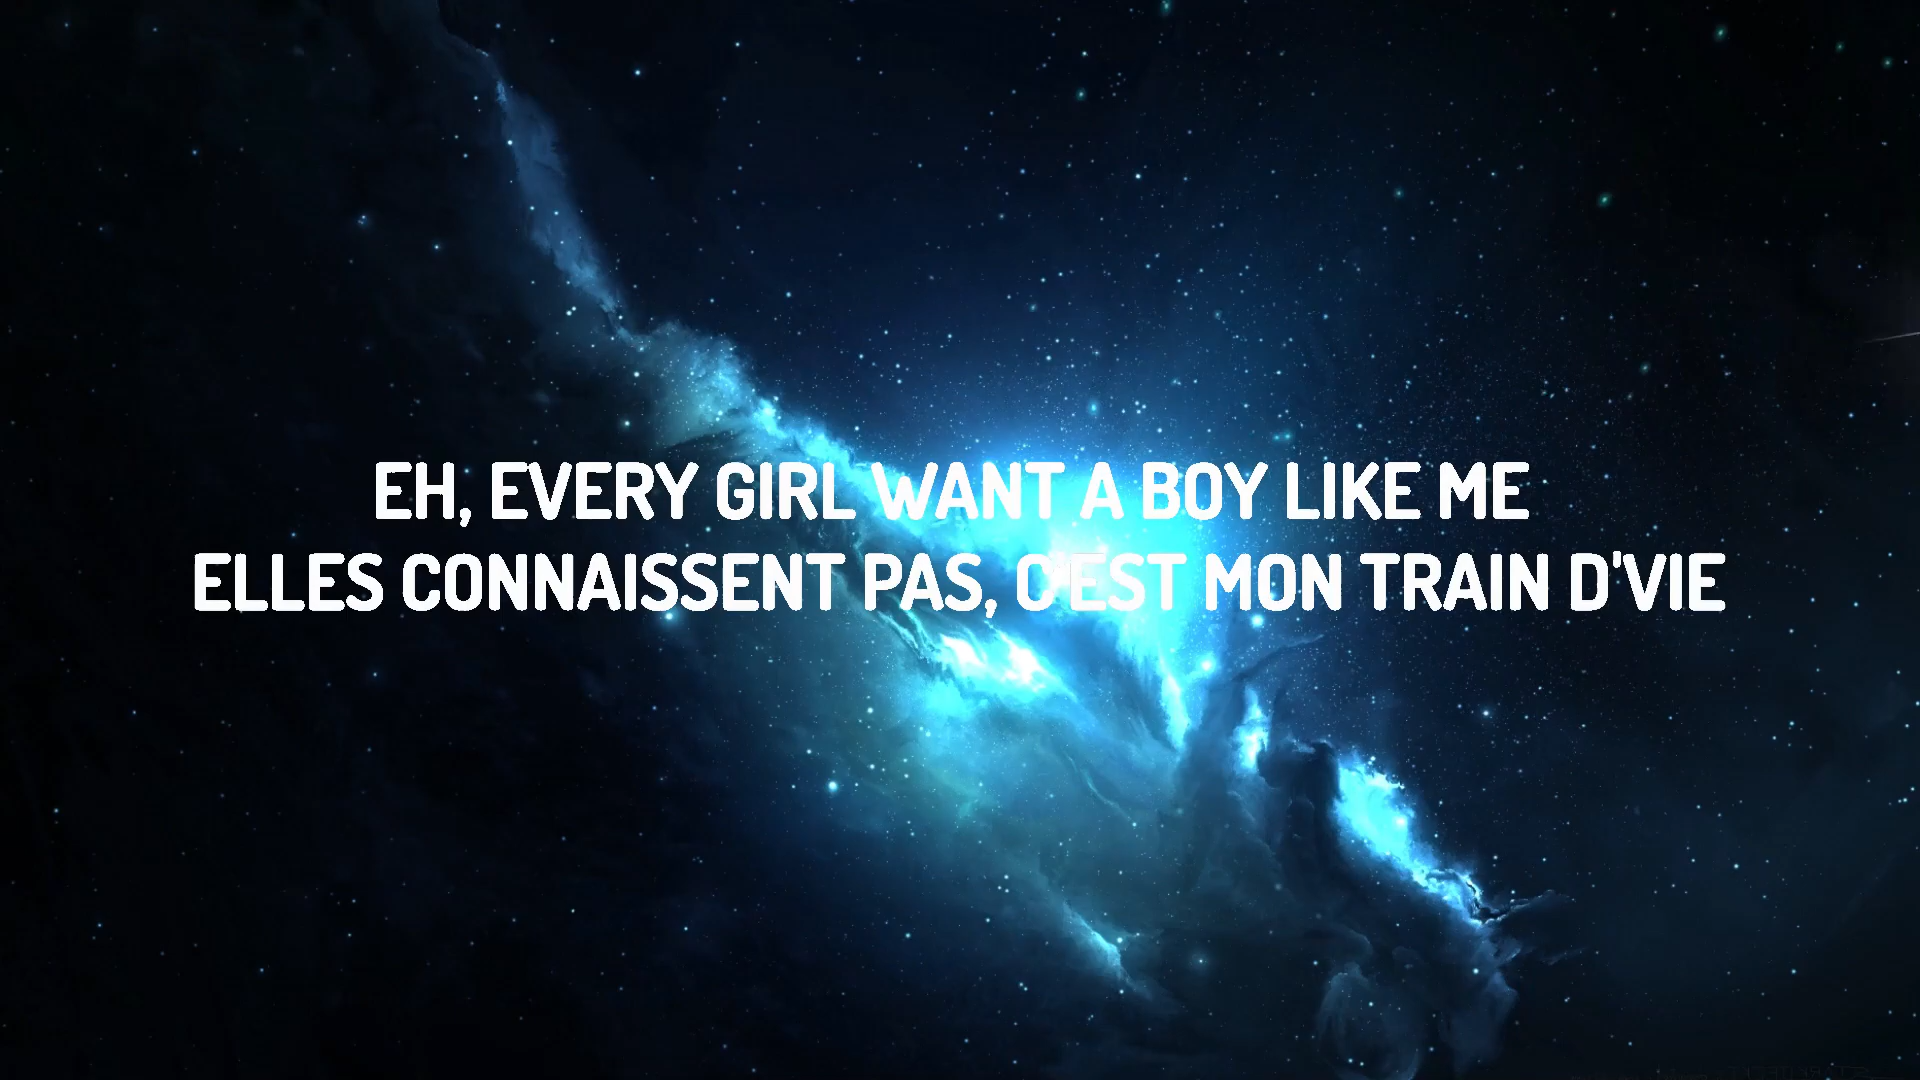 EH, EVERY GIRL WANT A BOY LIKE ME
ELLES CONNAISSENT PAS, C'EST MON TRAIN D'VIE